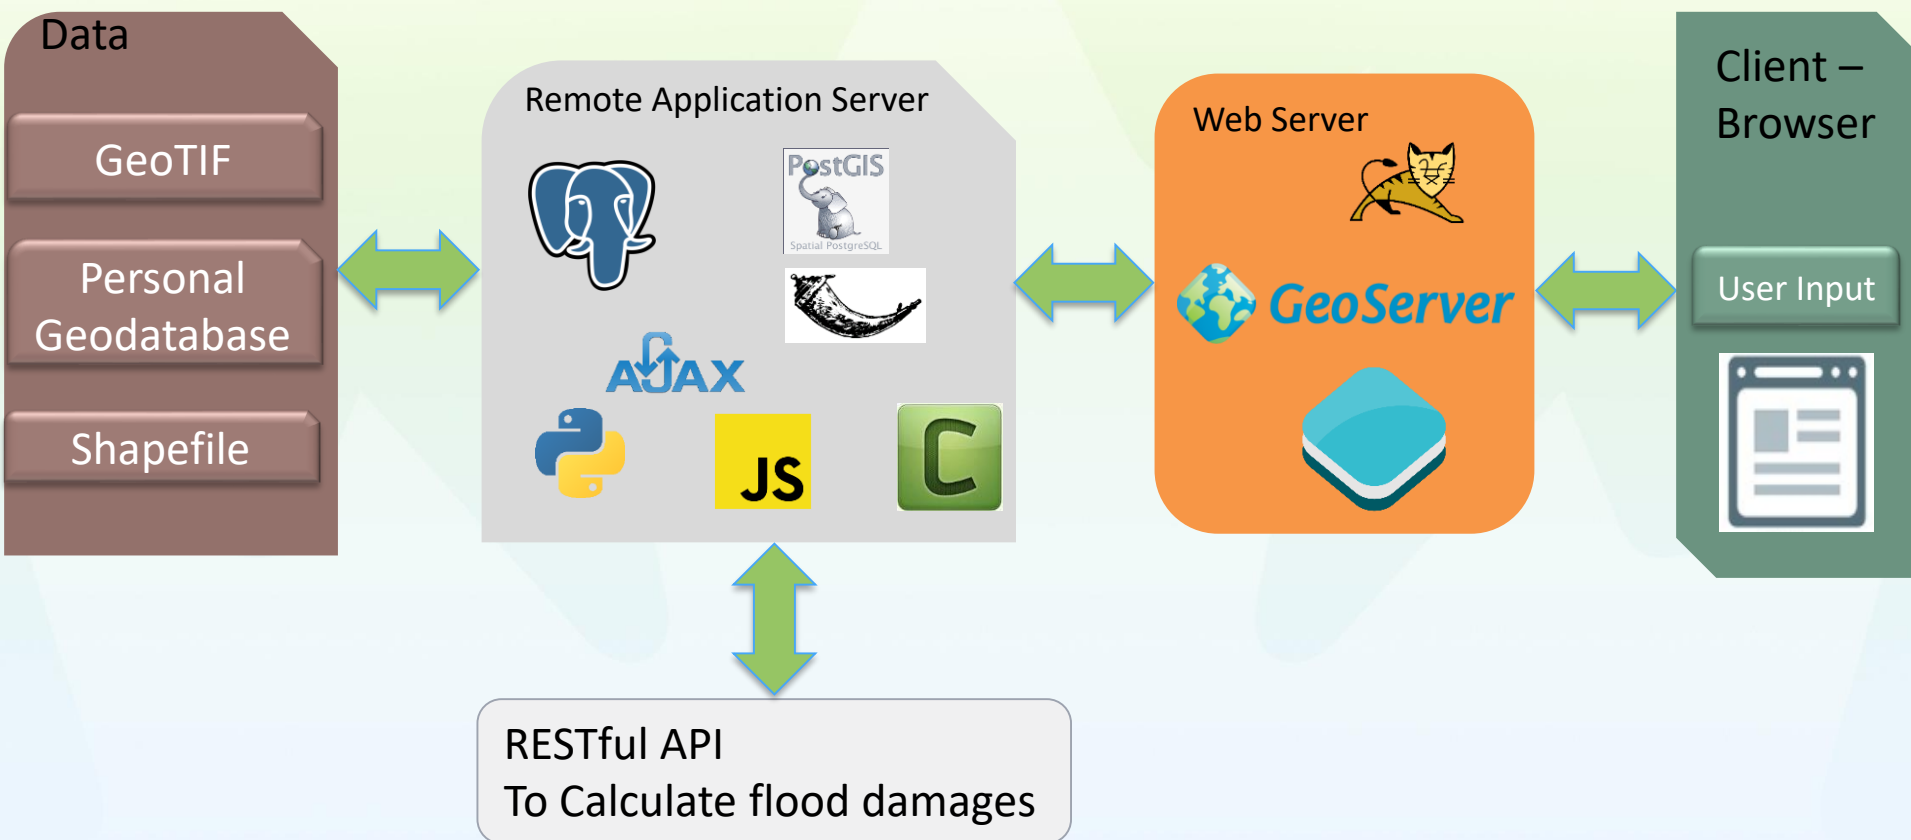 Data
GeoTIF
Personal
Geodatabase
Shapefile
Remote Application Server
PostGIS
Spatial PostgreSQL
AJAX
JS
C
Web Server
GeoServer
Client –
Browser
User Input
RESTful API
To Calculate flood damages